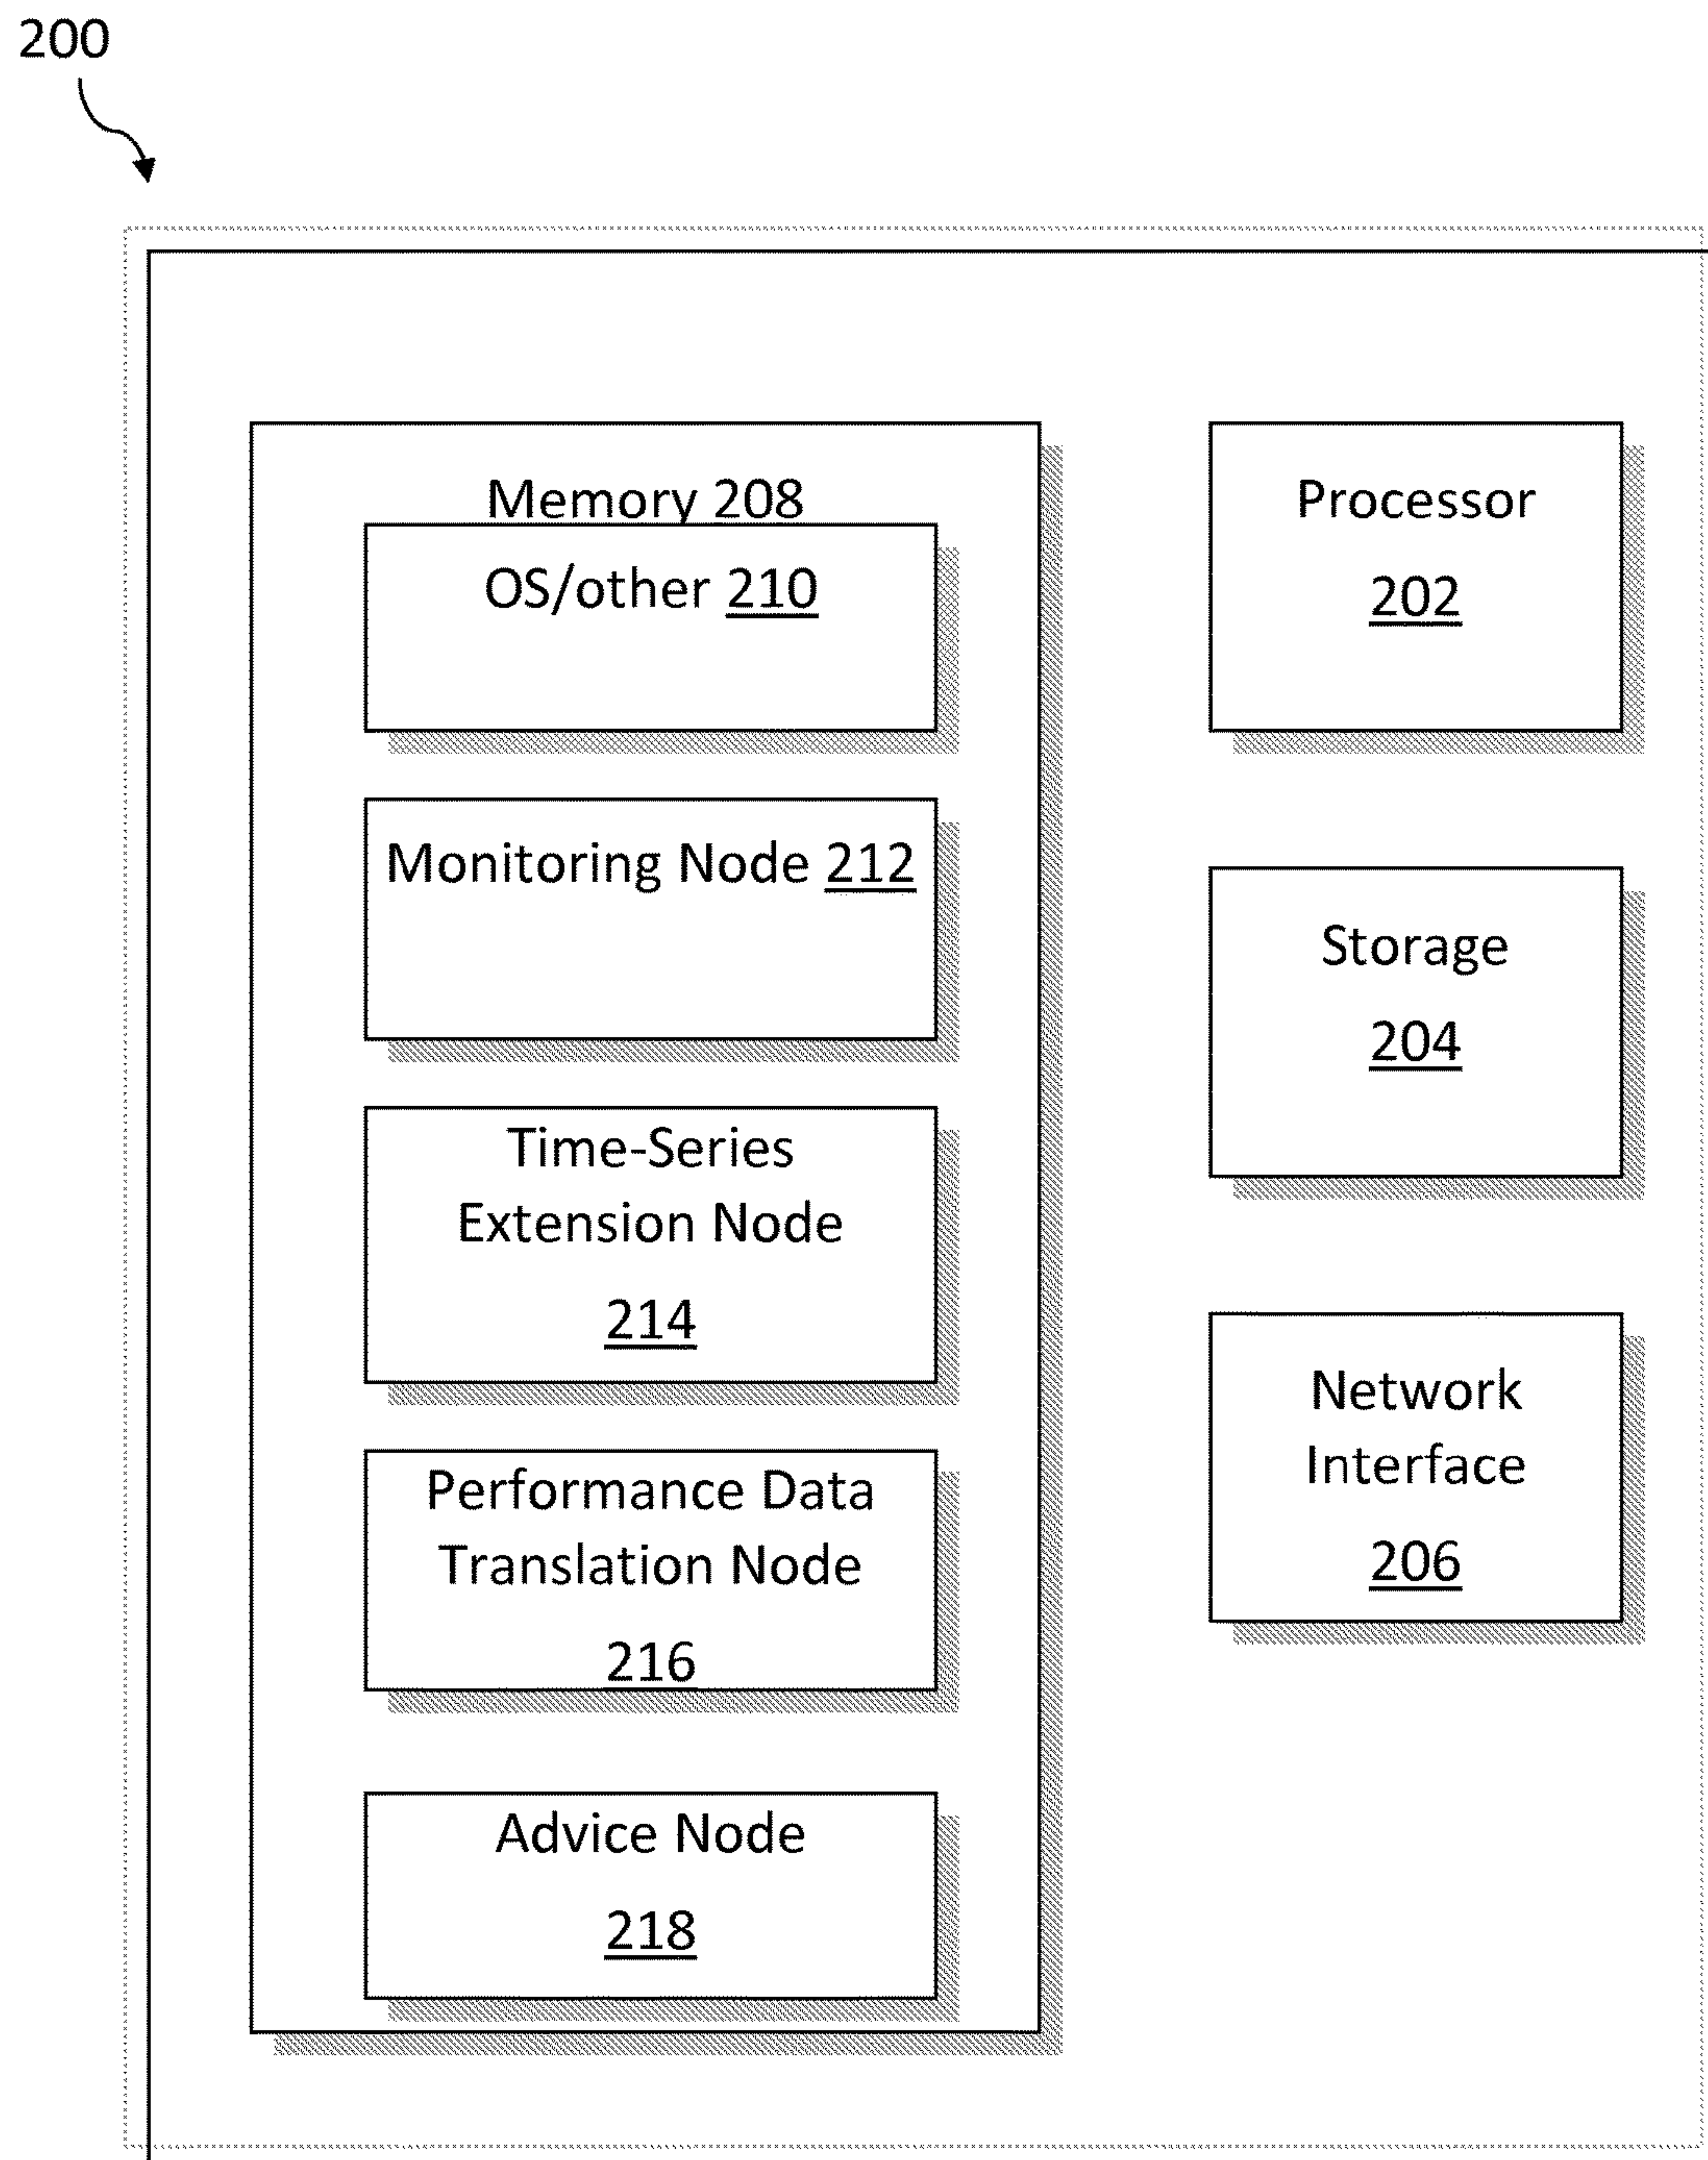 200
Memory 208
OS/other 210
Monitoring Node 212
Time-Series
Extension Node
214
Performance Data
Translation Node
216
Advice Node
218
Processor
202
Storage
204
Network
Interface
206